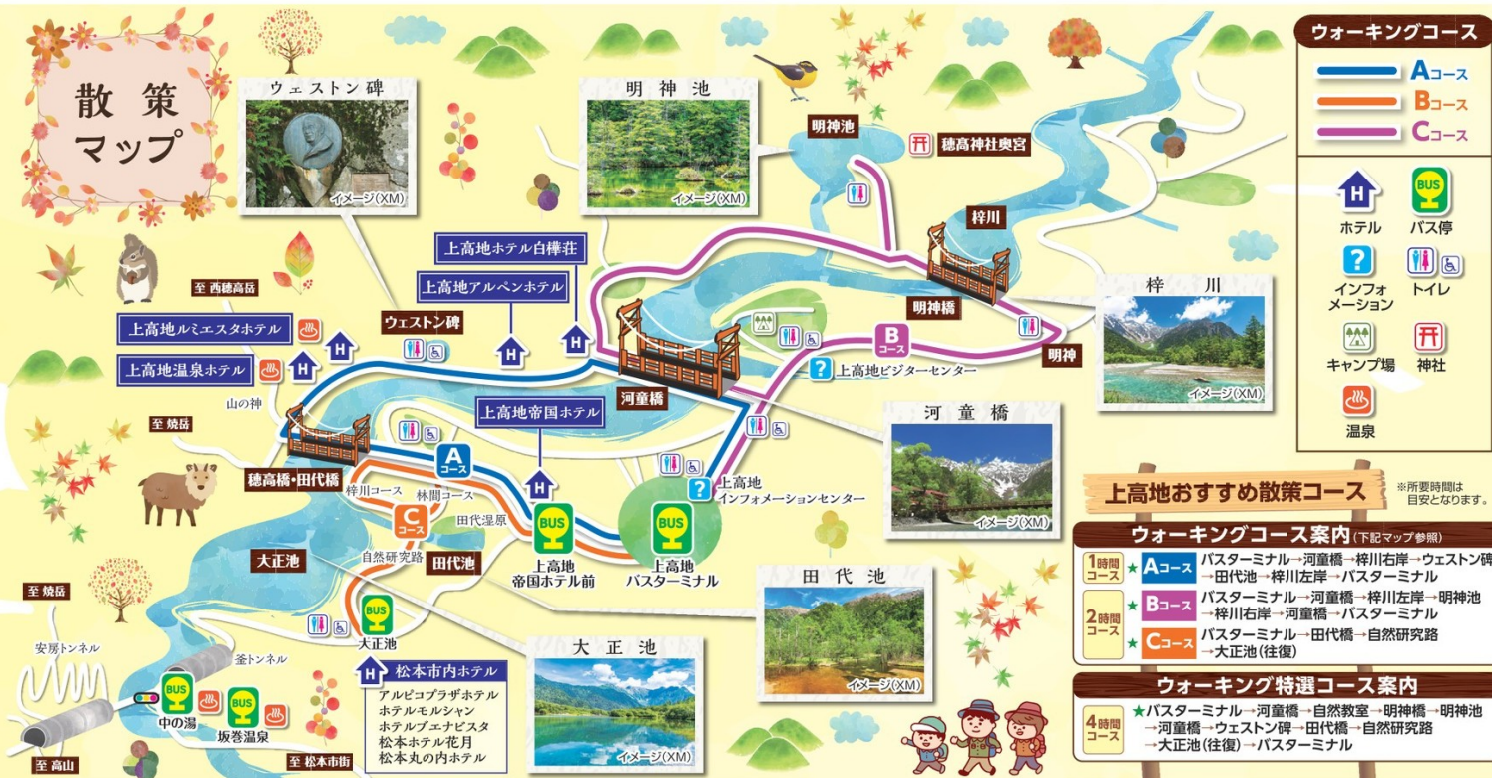 散策
マップ
ウェストン碑
イメージ(XM)
明神池
イメージ(XM)
明神池
穂高神社奥宮
梓川
明神橋
明神
梓川
イメージ(XM)
上高地ホテル白樺荘
上高地アルペンホテル
至 西穂高岳
上高地ルミエスタホテル
ウェストン碑
上高地温泉ホテル
山の神
至 焼岳
河童橋
Bコース
上高地ビジターセンター
上高地帝国ホテル
河童橋
イメージ(XM)
穂高橋・田代橋
Aコース
梓川コース
林間コース
Cコース
田代湿原
自然研究路
上高地
インフォメーションセンター
大正池
田代池
BUS
上高地
帝国ホテル前
BUS
上高地
バスターミナル
田代池
イメージ(XM)
至 焼岳
安房トンネル
釜トンネル
BUS
大正池
大正池
イメージ(XM)
BUS
中の湯
BUS
坂巻温泉
至 高山
至 松本市街
H 松本市内ホテル
アルピコプラザホテル
ホテルモルシャン
ホテルブエナビスタ
松本ホテル花月
松本丸の内ホテル
ウォーキングコース
Aコース
Bコース
Cコース
H
ホテル
BUS
バス停
?
インフォ
メーション
トイレ
キャンプ場
神社
温泉
上高地おすすめ散策コース
※所要時間は
目安となります。
ウォーキングコース案内(下記マップ参照)
1時間
コース
★Aコース バスターミナル→河童橋→梓川右岸→ウェストン碑
→田代池→梓川左岸→バスターミナル
2時間
コース
★Bコース バスターミナル→河童橋→梓川左岸→明神池
→梓川右岸→河童橋→バスターミナル
★Cコース バスターミナル→田代橋→自然研究路
→大正池(往復)
ウォーキング特選コース案内
4時間
コース
★バスターミナル→河童橋→自然教室→明神橋→明神池
→河童橋→ウェストン碑→田代橋→自然研究路
→大正池(往復)→バスターミナル